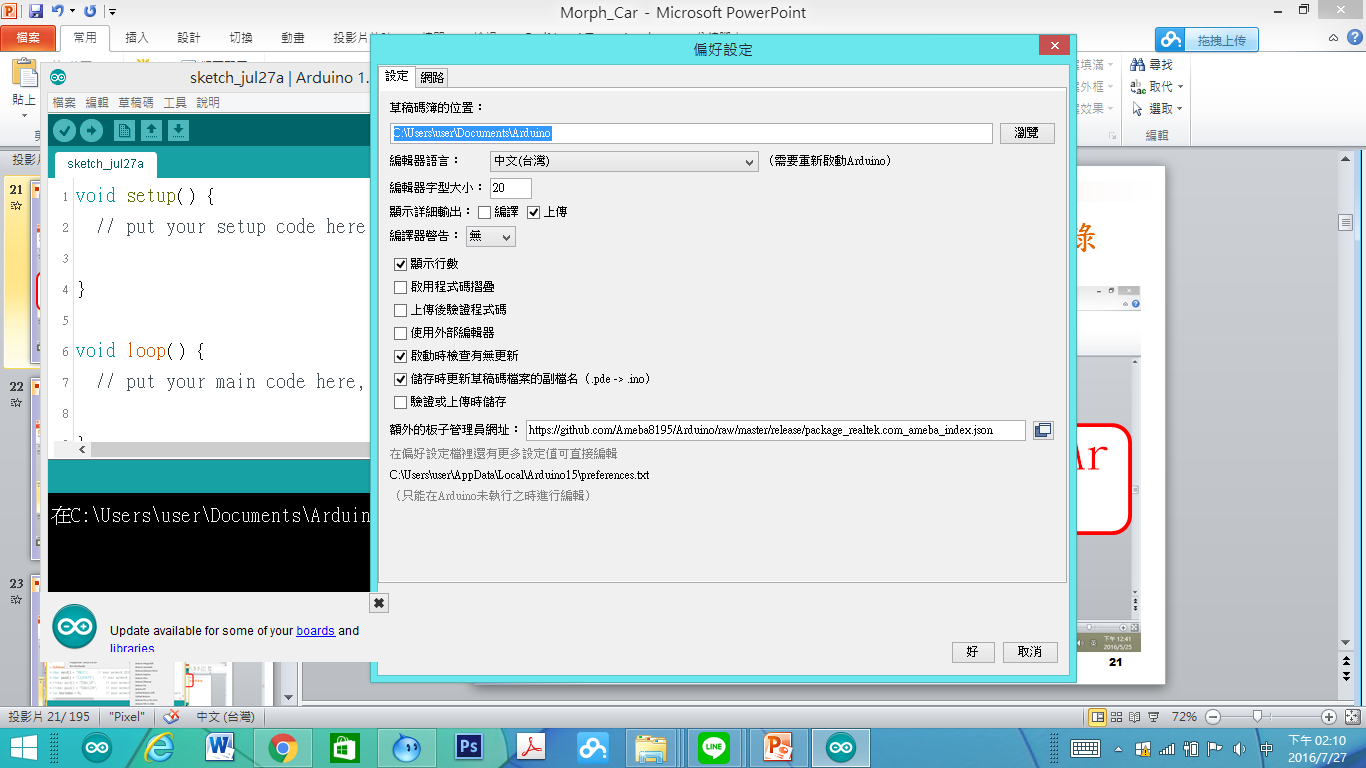 Morph_Car - Microsoft PowerPoint
檔案 常用 插入 設計 切換 動畫
拖拽上传
貼上
尋找
取代
選取
編輯
sketch_jul27a | Arduino 1.
檔案 編輯 草稿碼 工具 說明
sketch_jul27a
1 void setup() {
2 // put your setup code here
3
4 }
5
6 void loop() {
7 // put your main code here,
8
在C:\Users\user\Documents\Arduin
Update available for some of your boards and
libraries
偏好設定
設定 網路
草稿碼簿的位置：
C:\Users\user\Documents\Arduino 瀏覽
編輯器語言： 中文(台灣) （需要重新啟動Arduino）
編輯器字型大小： 20
顯示詳細輸出： 編譯 上傳
編譯器警告： 無
顯示行數
啟用程式碼摺疊
上傳後驗證程式碼
使用外部編輯器
啟動時檢查有無更新
儲存時更新草稿碼檔案的副檔名（.pde -> .ino）
驗證或上傳時儲存
額外的板子管理員網址： https://github.com/Ameba8195/Arduino/raw/master/release/package_realtek.com_ameba_index.json
在偏好設定檔裡還有更多設定值可直接編輯
C:\Users\user\AppData\Local\Arduino15\preferences.txt
（只能在Arduino未執行之時進行編輯）
好 取消
21
22
23
錄
Ar
下午 12:41
2016/5/25
21
投影片 21/ 195 "Pixel" 中文 (台灣) 72%
LINE
中
下午 02:10
2016/7/27